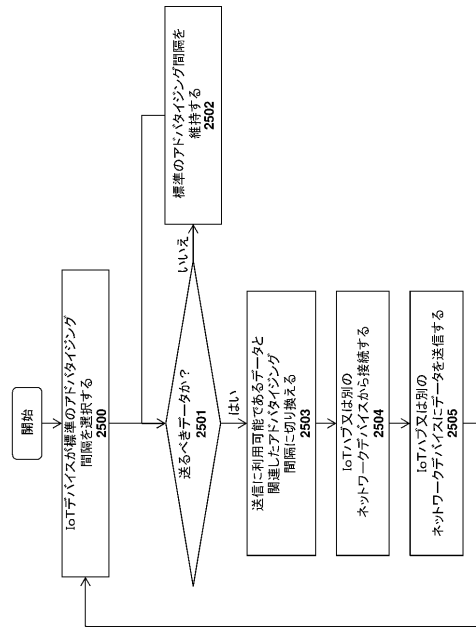 開始
IoTデバイスが標準のアドバタイジング
間隔を選択する
2500
送るべきデータか？
2501
いいえ
標準のアドバタイジング間隔を
維持する
2502
はい
送信に利用可能であるデータと
関連したアドバタイジング
間隔に切り換える
2503
IoTハブ又は別の
ネットワークデバイスから接続する
2504
IoTハブ又は別の
ネットワークデバイスにデータを送信する
2505